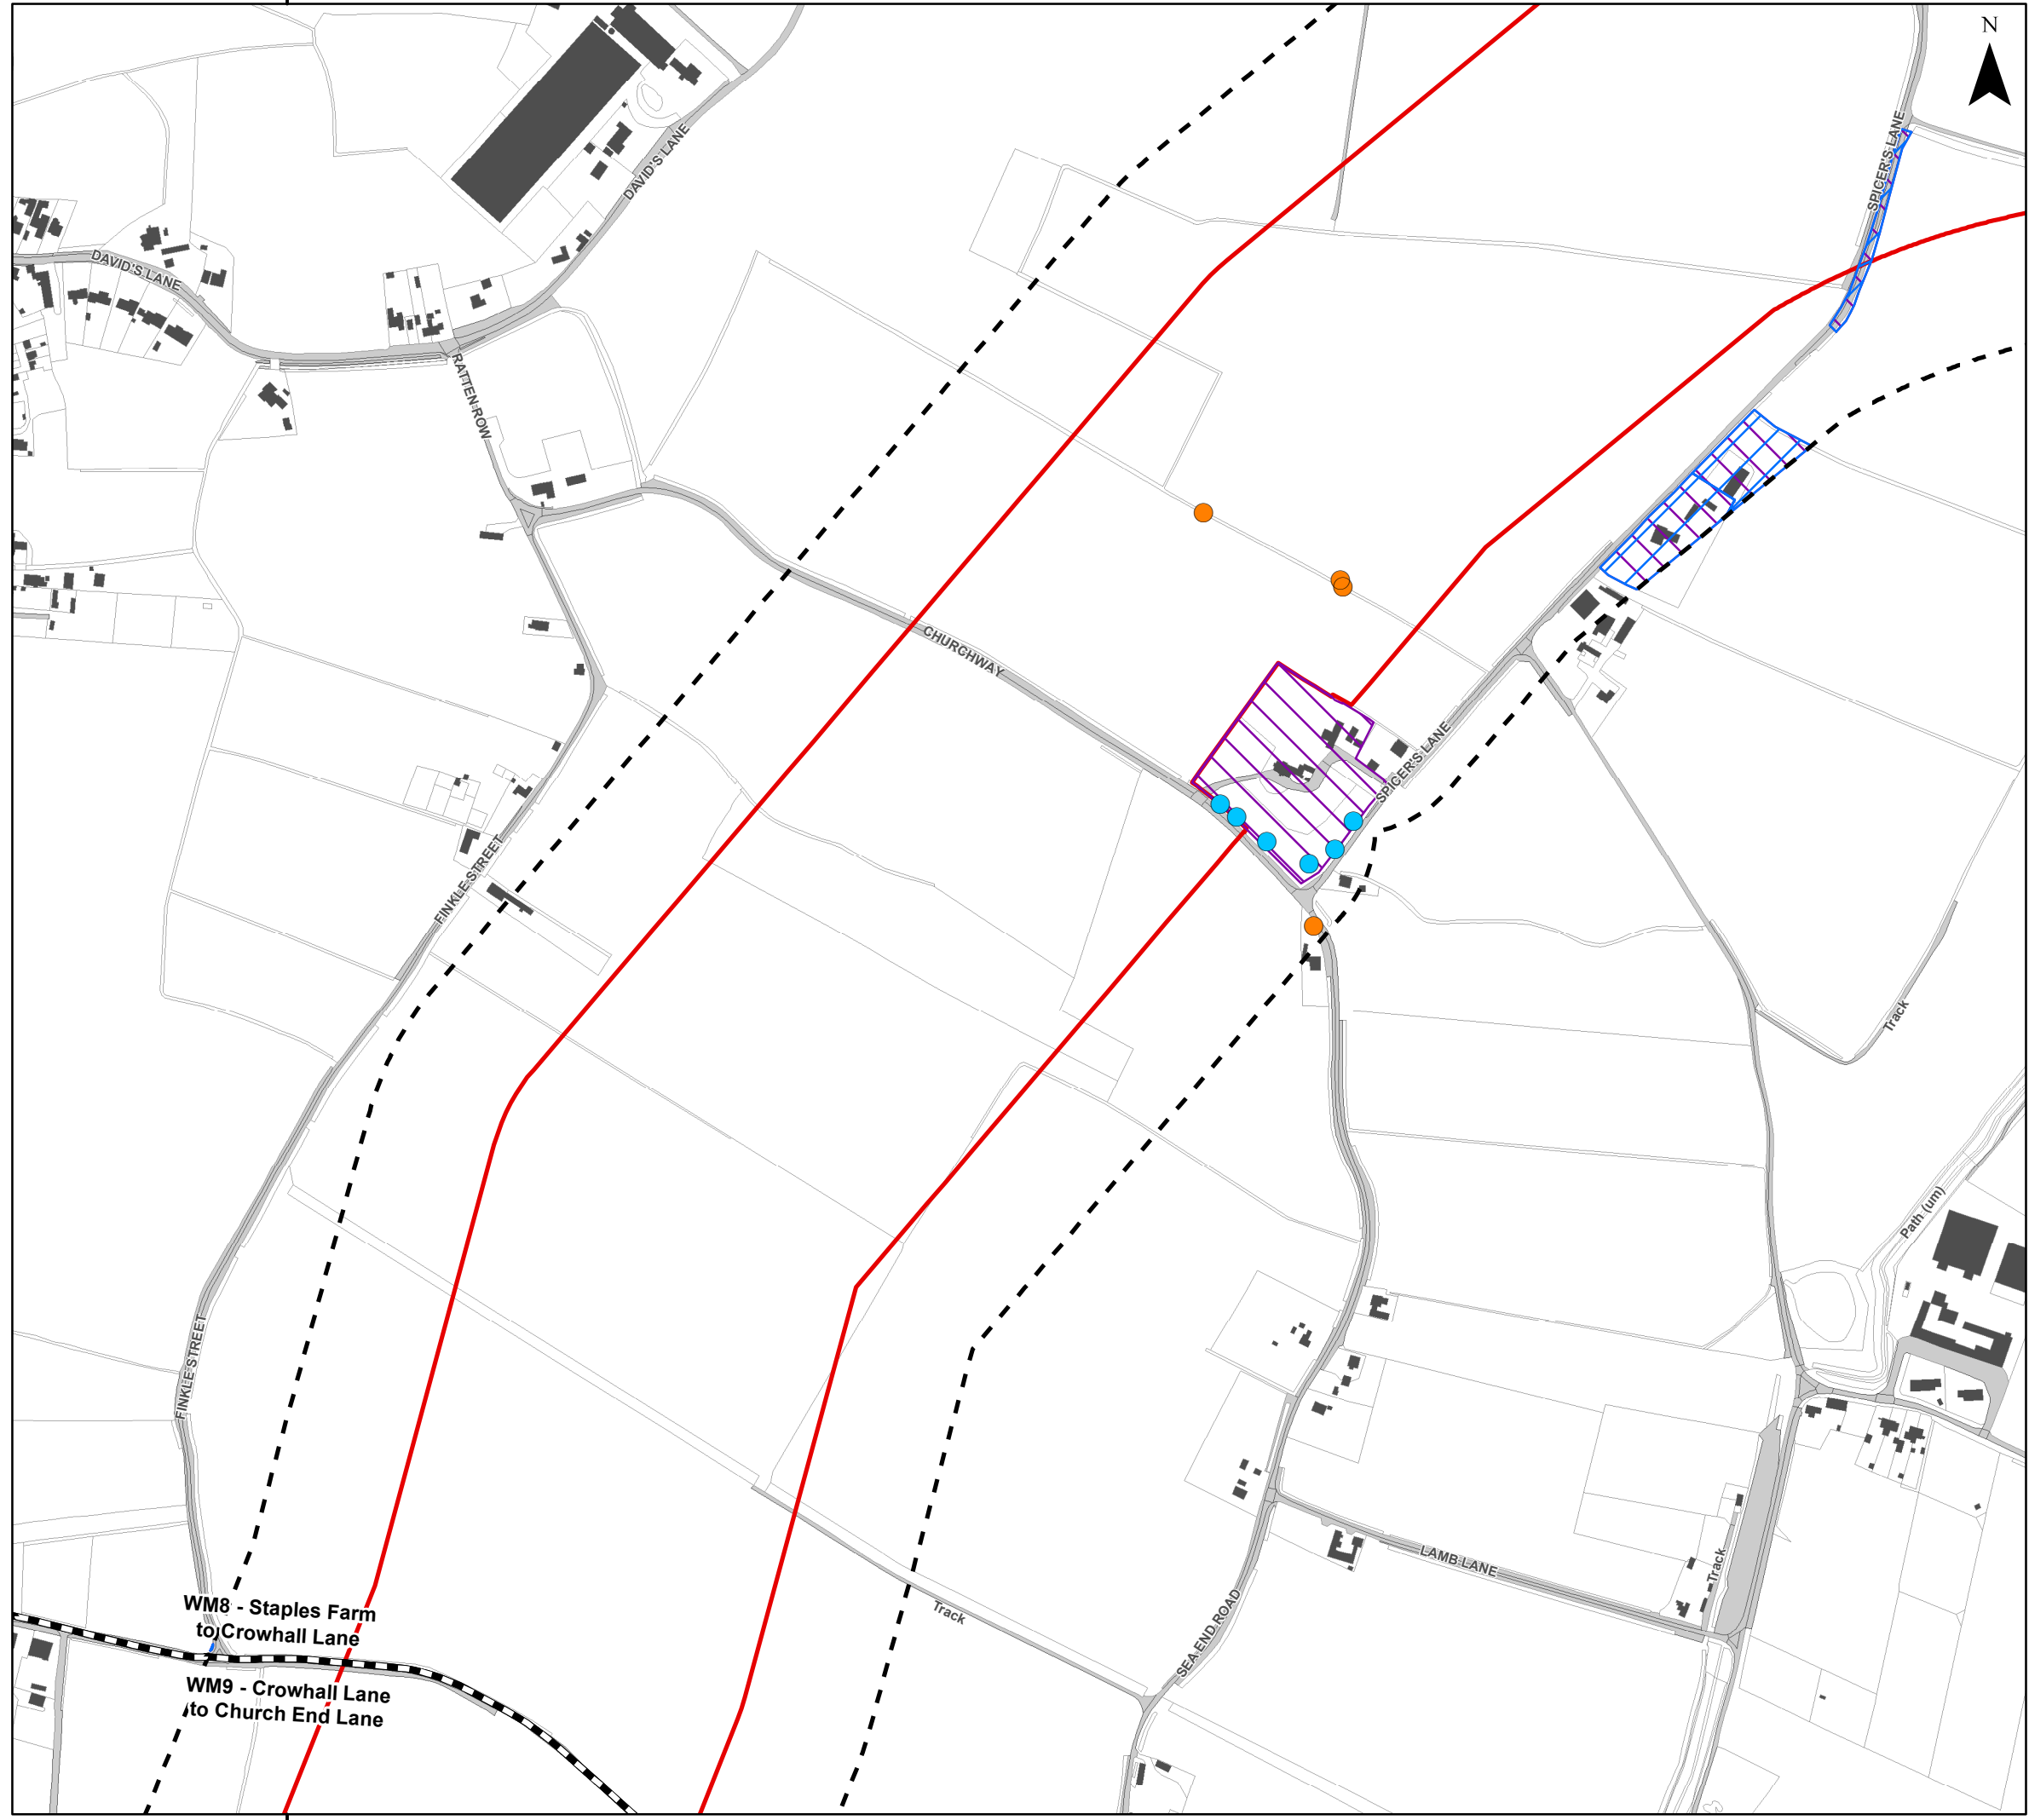 N
DAVID'S LANE
SPICER'S LANE
DAVID'S LANE
RATTEN ROW
CHURCHWAY
SPICER'S LANE
FINKLE STREET
Track
Path (um)
FINKLE STREET
LAMB LANE
Track
WM8 - Staples Farm
to Crowhall Lane
Track
SEA END ROAD
WM9 - Crowhall Lane
to Church End Lane